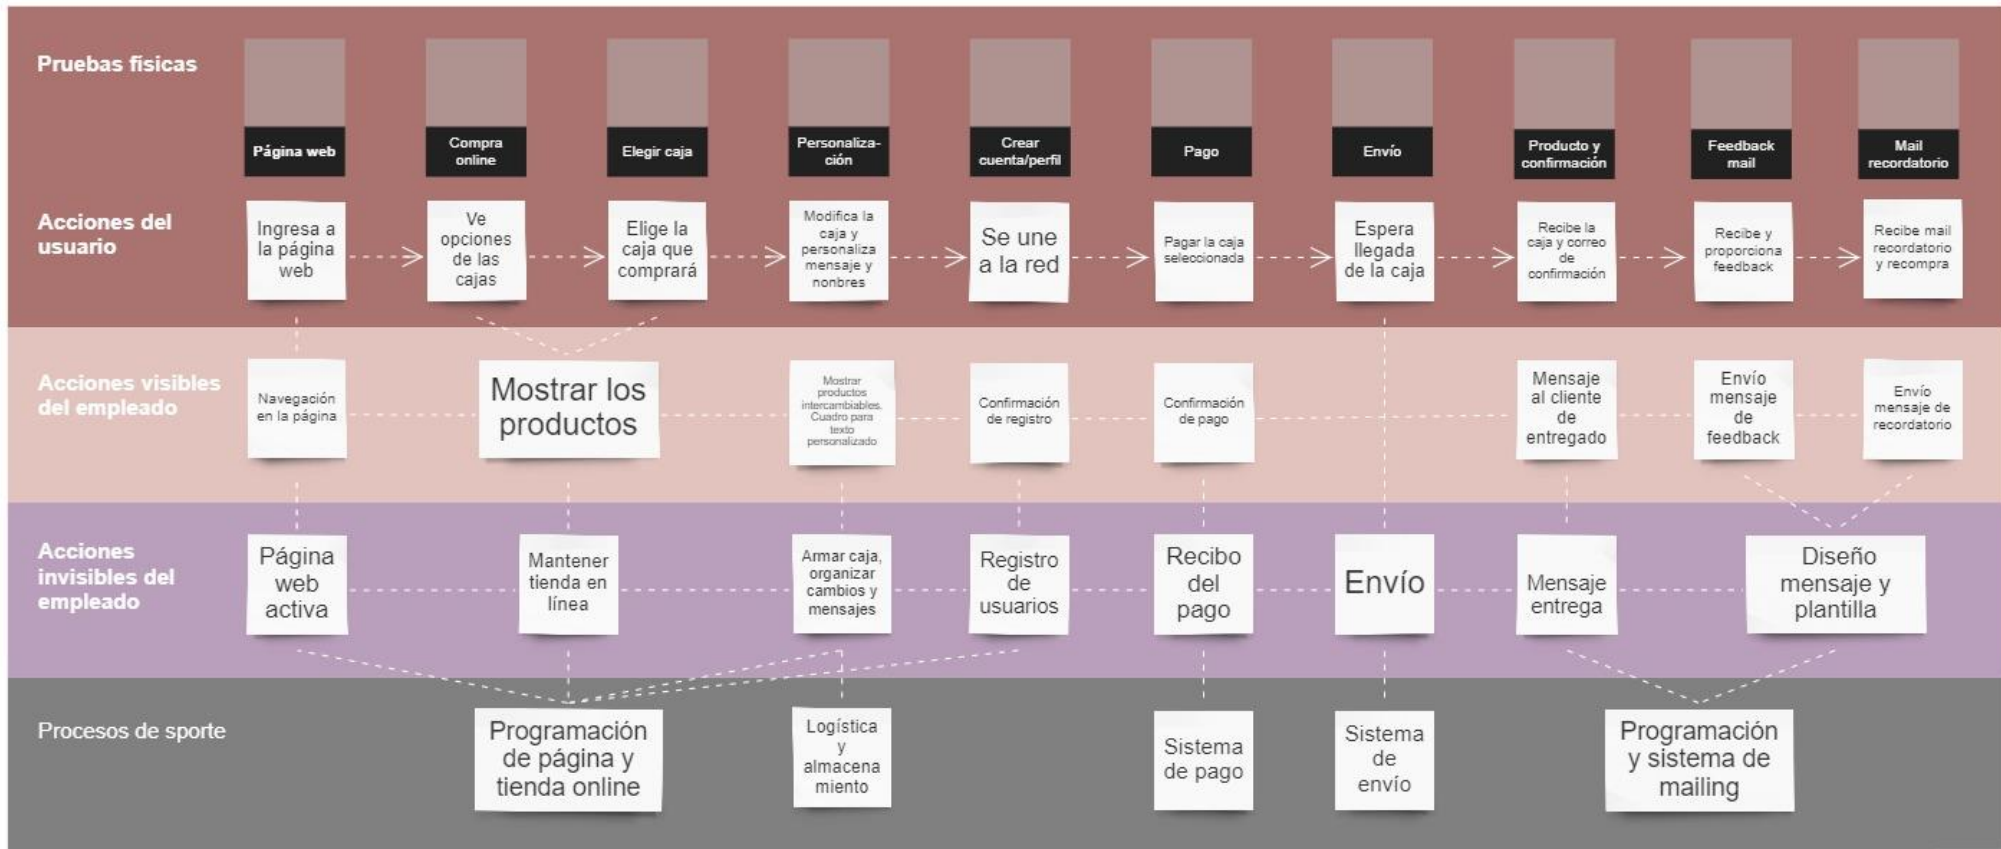 Pruebas físicas
Página web
Compra
online
Elegir caja
Personaliza-
ción
Crear
cuenta/perfil
Pago
Envío
Producto y
confirmación
Feedback
mail
Mail
recordatorio
Acciones del
usuario
Ingresa a
la página
web
Ve
opciones
de las
cajas
Elige la
caja que
comprará
Modifica la
caja y
personaliza
mensaje y
nonbres
Se une
a la red
Pagar la caja
seleccionada
Espera
llegada
de la caja
Recibe la
caja y correo
de
confirmación
Recibe y
proporciona
feedback
Recibe mail
recordatorio
y recompra
Acciones visibles
del empleado
Navegación
en la página
Mostrar los
productos
Mostrar
productos
intercambiables.
Cuadro para
texto
personalizado
Confirmación
de registro
Confirmación
de pago
Mensaje
al cliente
de
entregado
Envío
mensaje
de
feedback
Envío
mensaje de
recordatorio
Acciones
invisibles del
empleado
Página
web
activa
Mantener
tienda en
línea
Armar caja,
organizar
cambios y
mensajes
Registro
de
usuarios
Recibo
del
pago
Envío
Mensaje
entrega
Diseño
mensaje y
plantilla
Procesos de sporte
Programación
de página y
tienda online
Logística
y
almacena
miento
Sistema
de pago
Sistema
de
envío
Programación
y sistema de
mailing